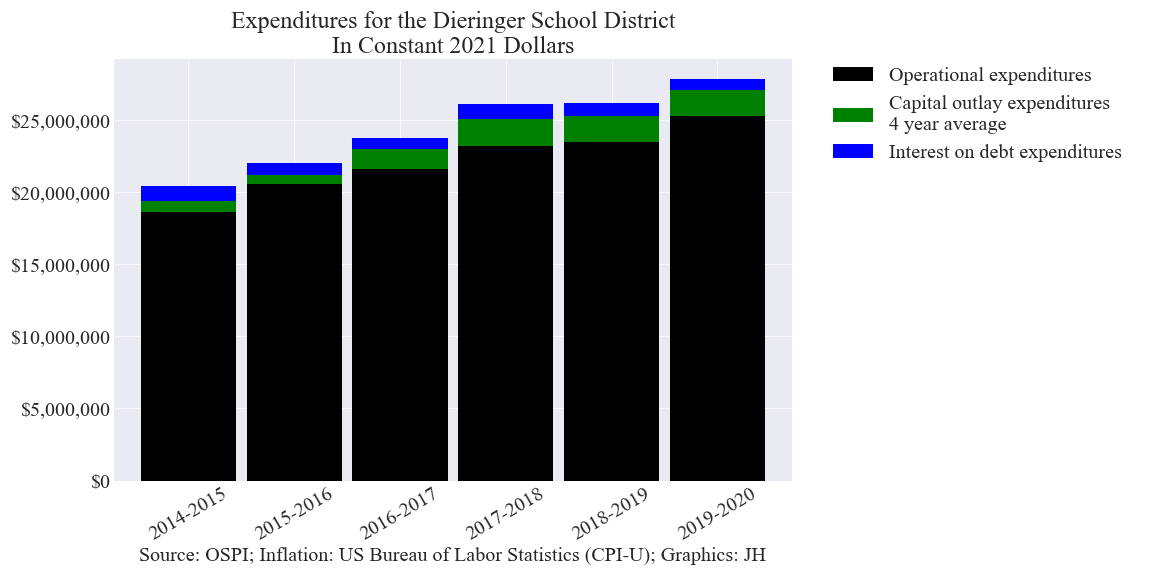 Expenditures for the Dieringer School District
In Constant 2021 Dollars
Operational expenditures
Capital outlay expenditures
4 year average
Interest on debt expenditures
$25,000,000
$20,000,000
$15,000,000
$10,000,000
$5,000,000
$0
2014-2015
2015-2016
2016-2017
2017-2018
2018-2019
2019-2020
Source: OSPI; Inflation: US Bureau of Labor Statistics (CPI-U); Graphics: JH